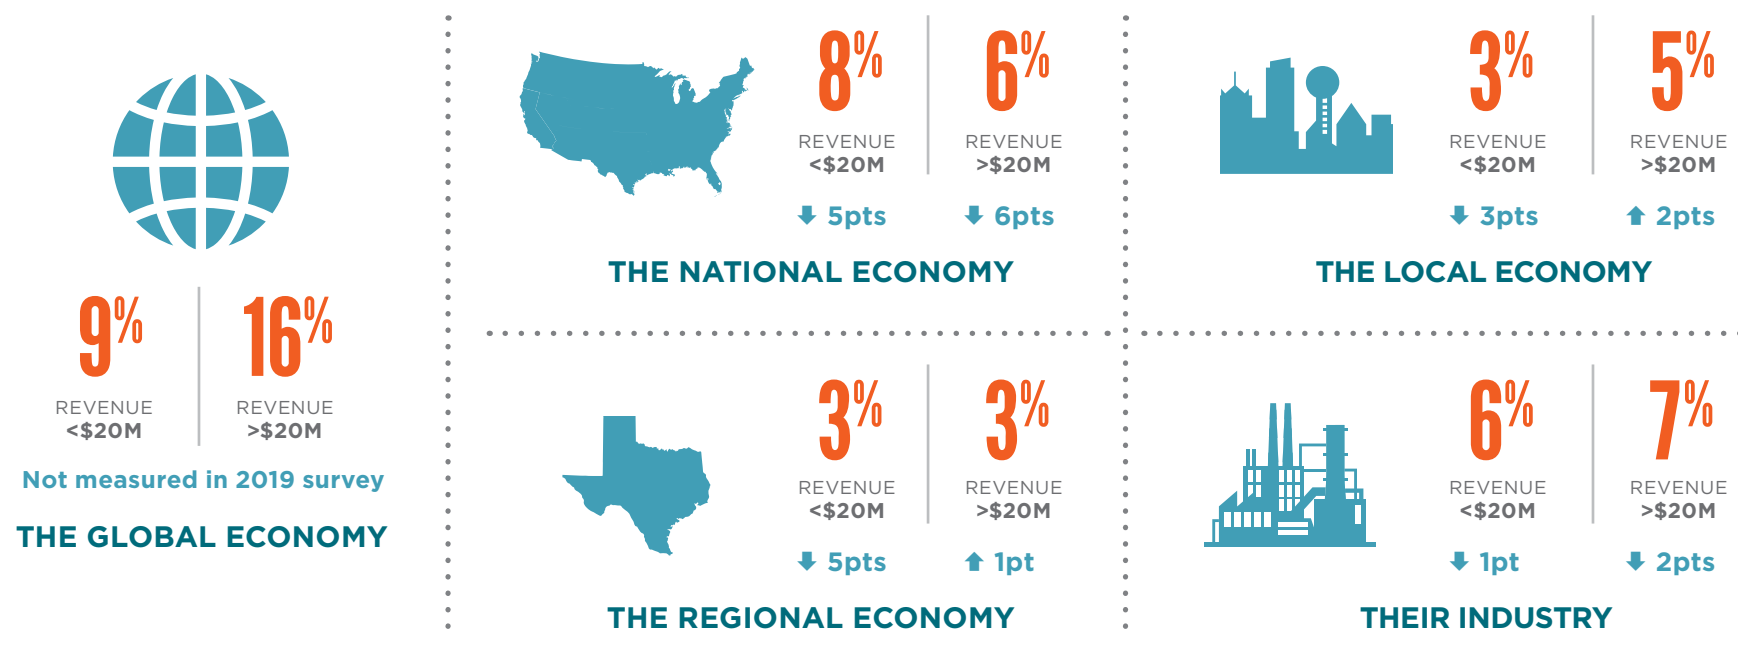 9% 16%
REVENUE REVENUE
<$20M >$20M
Not measured in 2019 survey
THE GLOBAL ECONOMY
8% 6%
REVENUE REVENUE
<$20M >$20M
5pts 6pts
THE NATIONAL ECONOMY
3% 5%
REVENUE REVENUE
<$20M >$20M
3pts 2pts
THE LOCAL ECONOMY
3% 3%
REVENUE REVENUE
<$20M >$20M
5pts 1pt
THE REGIONAL ECONOMY
6% 7%
REVENUE REVENUE
<$20M >$20M
1pt 2pts
THEIR INDUSTRY